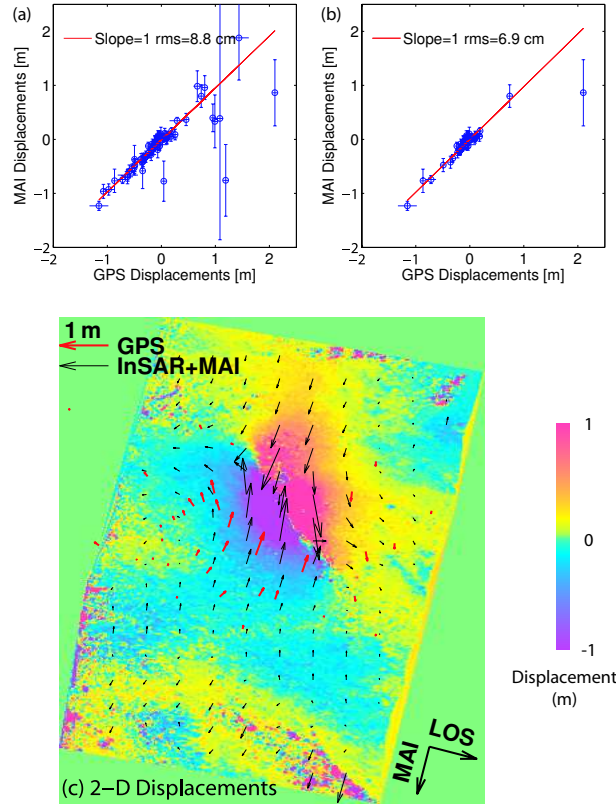 (a)
Slope=1 rms=8.8 cm
MAI Displacements [m]
2
1
0
−1
−2
−2
−1
0
1
2
GPS Displacements [m]
(b)
Slope=1 rms=6.9 cm
MAI Displacements [m]
2
1
0
−1
−2
−2
−1
0
1
2
GPS Displacements [m]
1 m
GPS
InSAR+MAI
1
0
-1
Displacement
(m)
LOS
MAI
(c) 2−D Displacements